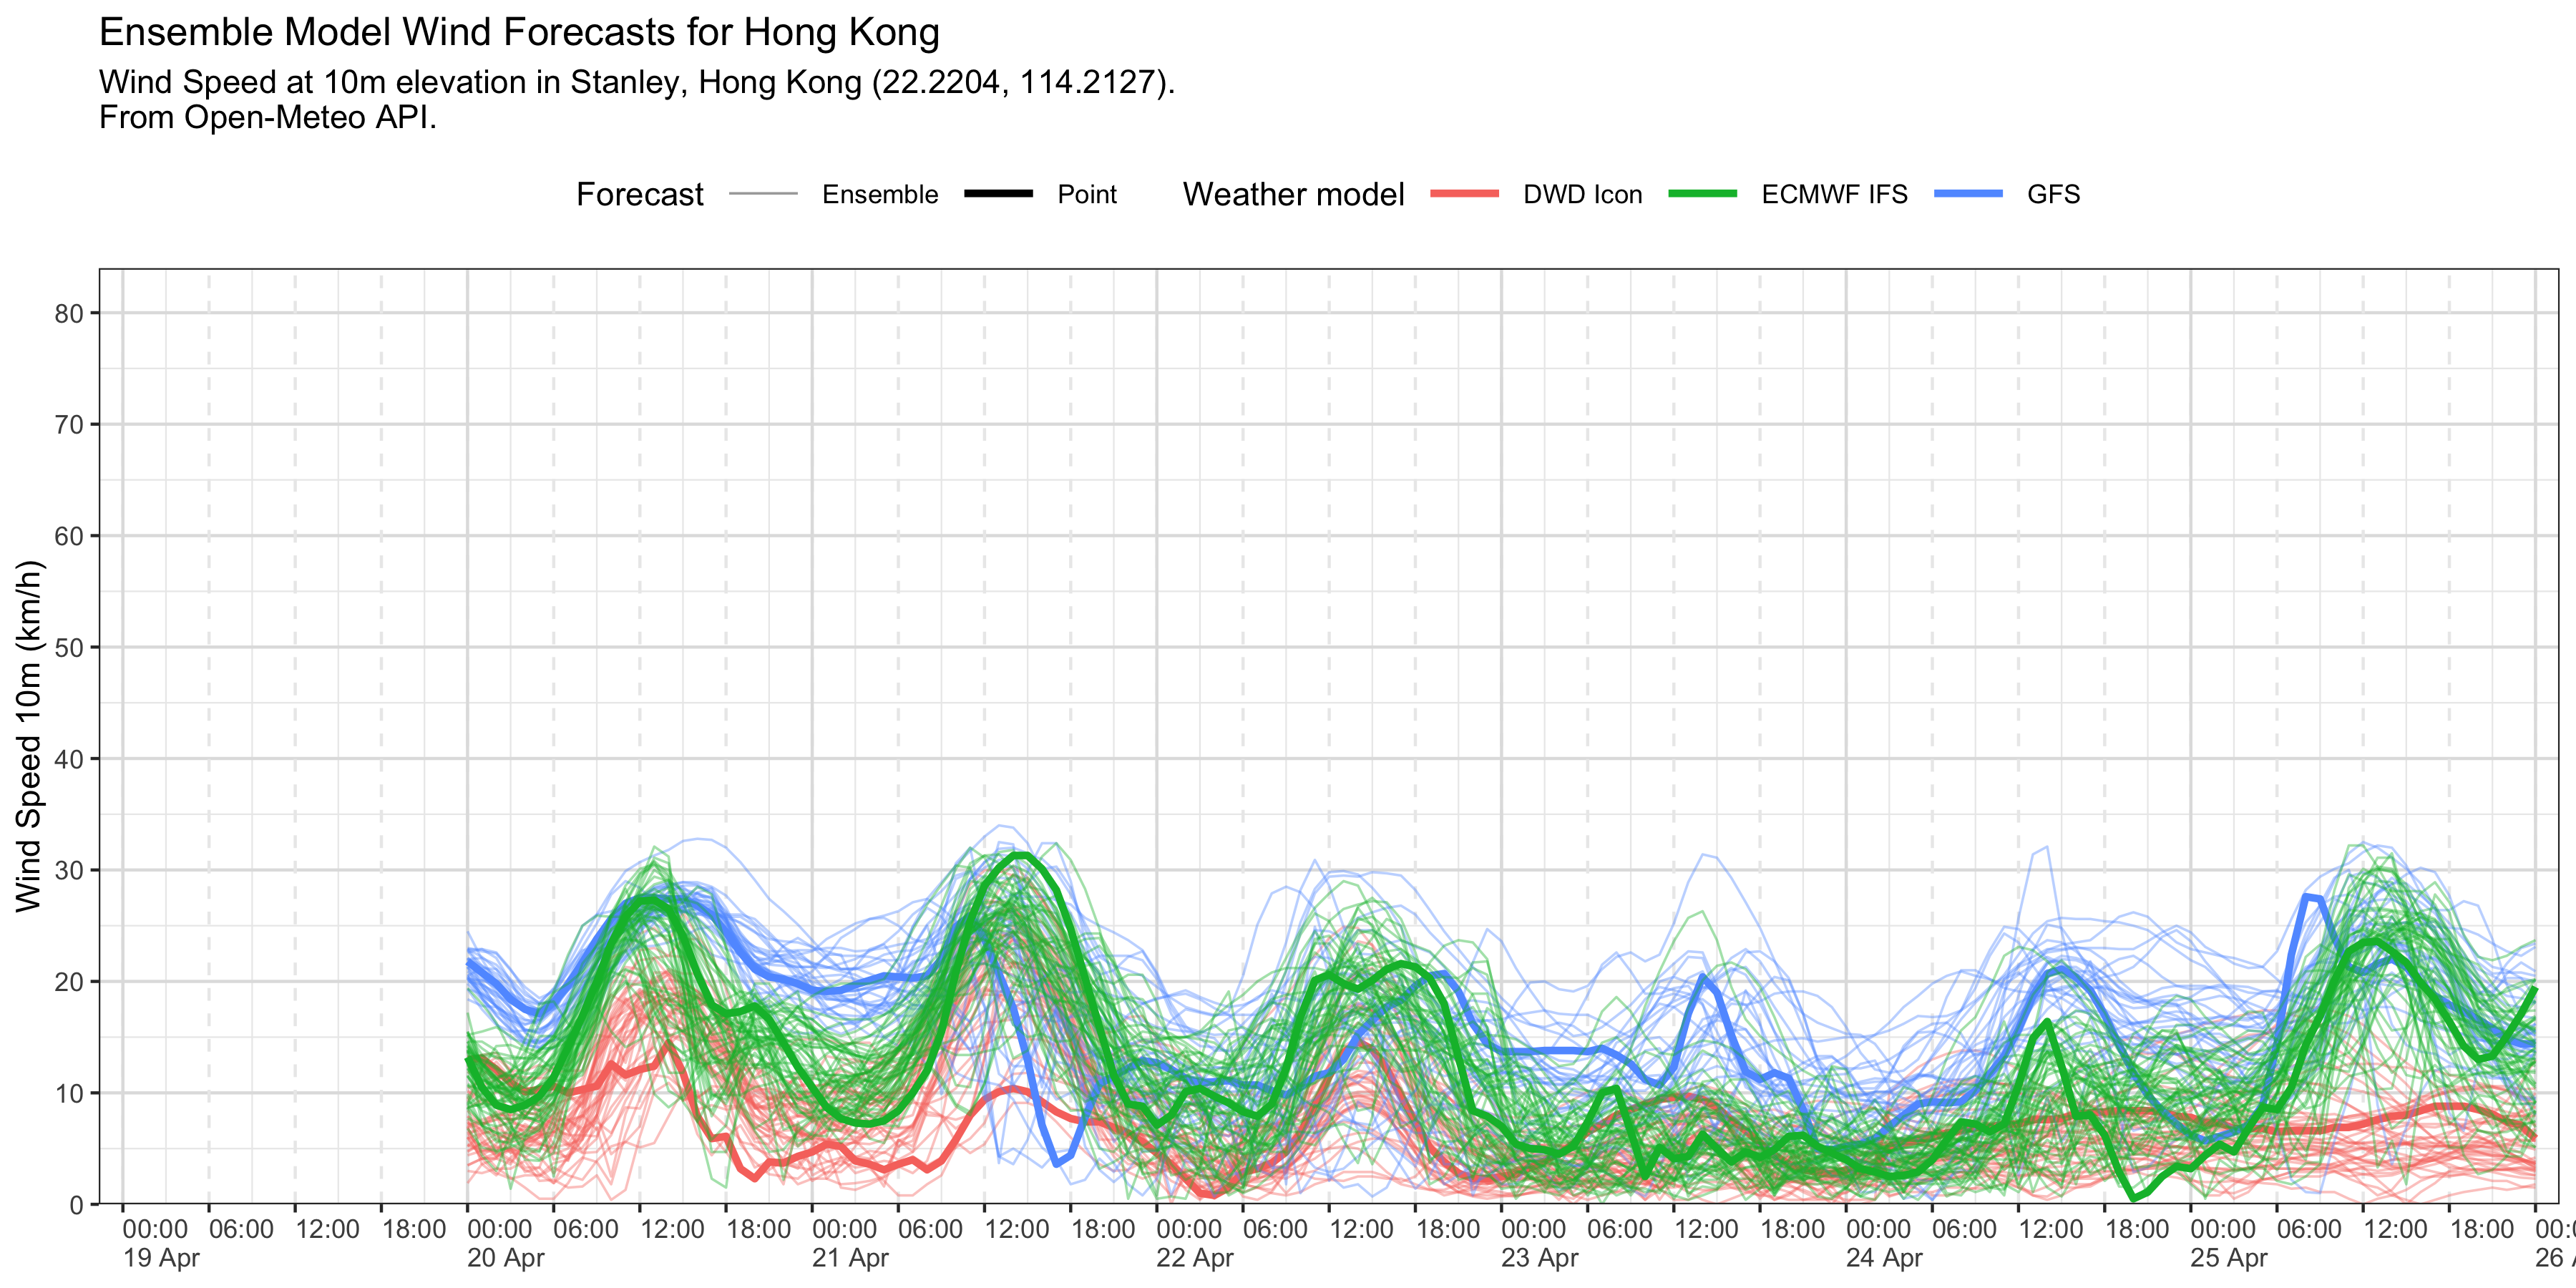 Ensemble Model Wind Forecasts for Hong Kong
Wind Speed at 10m elevation in Stanley, Hong Kong (22.2204, 114.2127).
From Open-Meteo API.
Forecast Ensemble Point Weather model DWD Icon ECMWF IFS GFS
Wind Speed 10m (km/h)
80
70
60
50
40
30
20
10
0
00:00 06:00 12:00 18:00 00:00 06:00 12:00 18:00 00:00 06:00 12:00 18:00 00:00 06:00 12:00 18:00 00:00 06:00 12:00 18:00 00:00 06:00 12:00 18:00 00:00 06:00 12:00 18:00
19 Apr 20 Apr 21 Apr 22 Apr 23 Apr 24 Apr 25 Apr 26